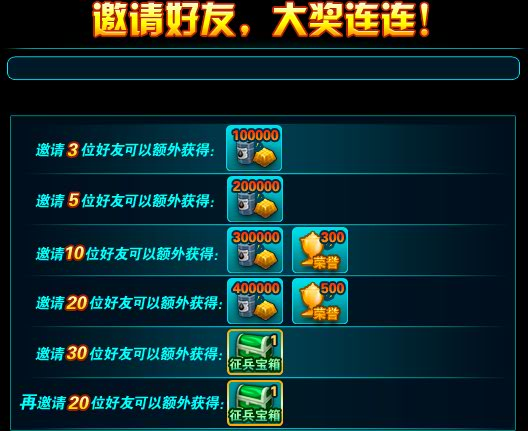 邀请好友，大奖连连！
邀请3位好友可以额外获得：
100000
邀请5位好友可以额外获得：
200000
邀请10位好友可以额外获得：
300000
300
荣誉
邀请20位好友可以额外获得：
400000
500
荣誉
邀请30位好友可以额外获得：
1
征兵宝箱
再邀请20位好友可以额外获得：
1
征兵宝箱